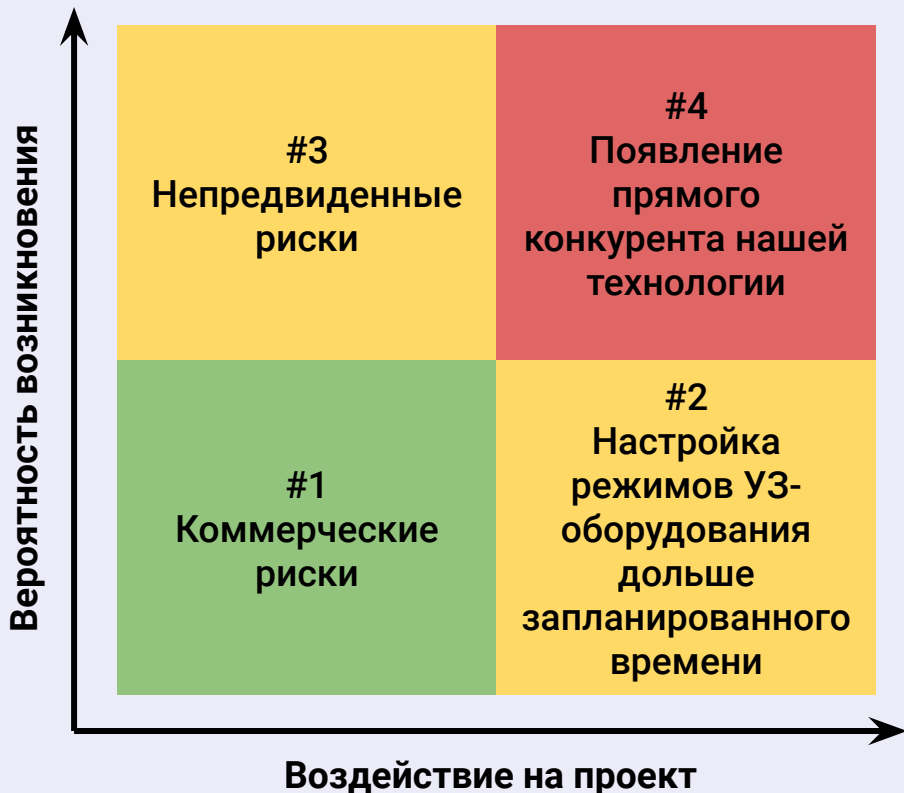 Вероятность возникновения
#3
Непредвиденные
риски
#4
Появление
прямого
конкурента нашей
технологии
#1
Коммерческие
риски
#2
Настройка
режимов УЗ-
оборудования
дольше
запланированного
времени
Воздействие на проект